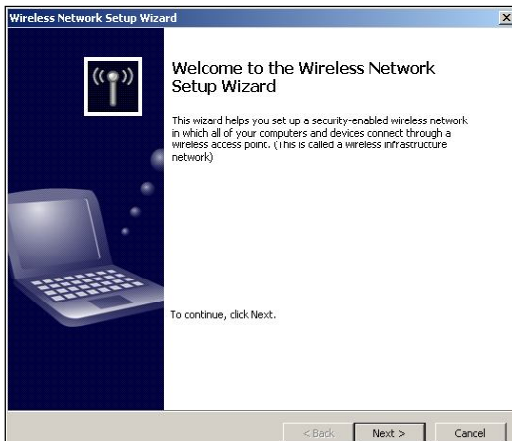 Wireless Network Setup Wizard
Welcome to the Wireless Network
Setup Wizard
This wizard helps you set up a security-enabled wireless network
in which all of your computers and devices connect through a
wireless access point. (This is called a wireless infrastructure
network)
To continue, click Next.
< Back
Next >
Cancel